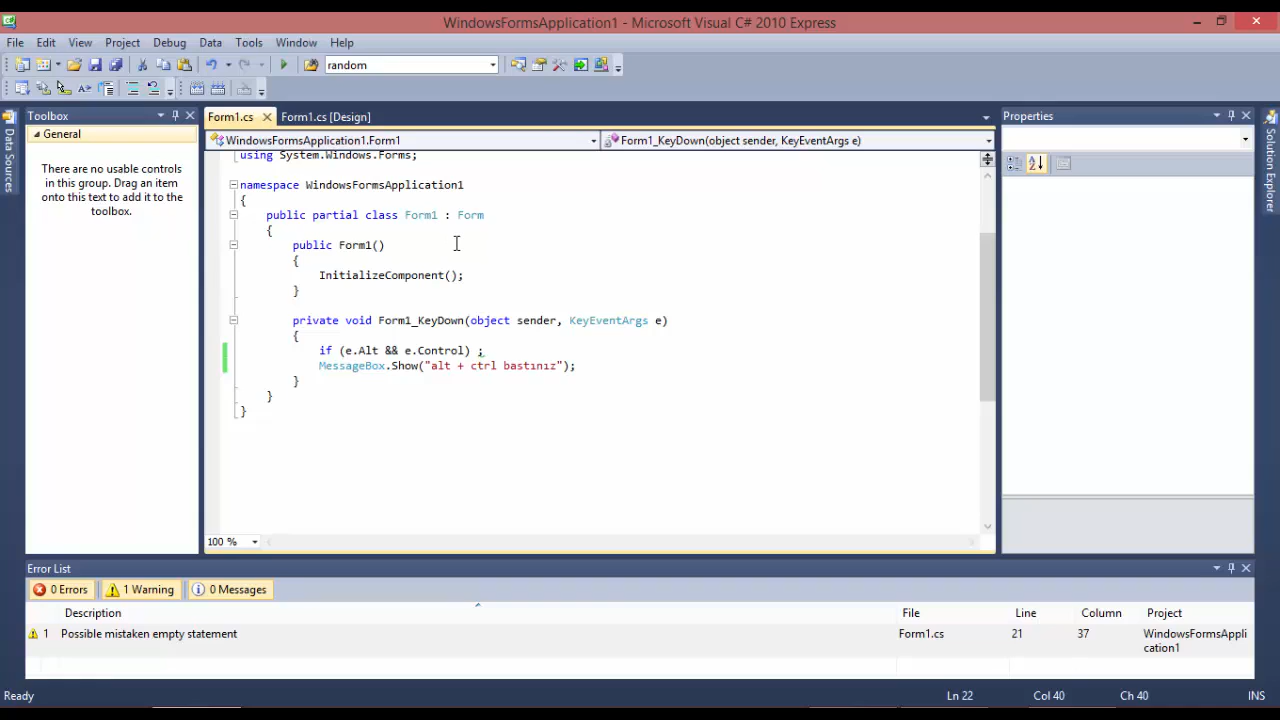 WindowsFormsApplication1 - Microsoft Visual C# 2010 Express
File Edit View Project Debug Data Tools Window Help
random
Toolbox
General
There are no usable controls
in this group. Drag an item
onto this text to add it to the
toolbox.
Data Sources
Form1.cs Form1.cs [Design]
WindowsFormsApplication1.Form1 Form1_KeyDown(object sender, KeyEventArgs e)
using System.Windows.Forms;
namespace WindowsFormsApplication1
{
public partial class Form1 : Form
{
public Form1()
{
InitializeComponent();
}
private void Form1_KeyDown(object sender, KeyEventArgs e)
{
if (e.Alt && e.Control) ;
MessageBox.Show("alt + ctrl bastınız");
}
}
}
100 %
Properties
Solution Explorer
Error List
0 Errors 1 Warning 0 Messages
Description File Line Column Project
1 Possible mistaken empty statement Form1.cs 21 37 WindowsFormsAppli
cation1
Ready Ln 22 Col 40 Ch 40 INS